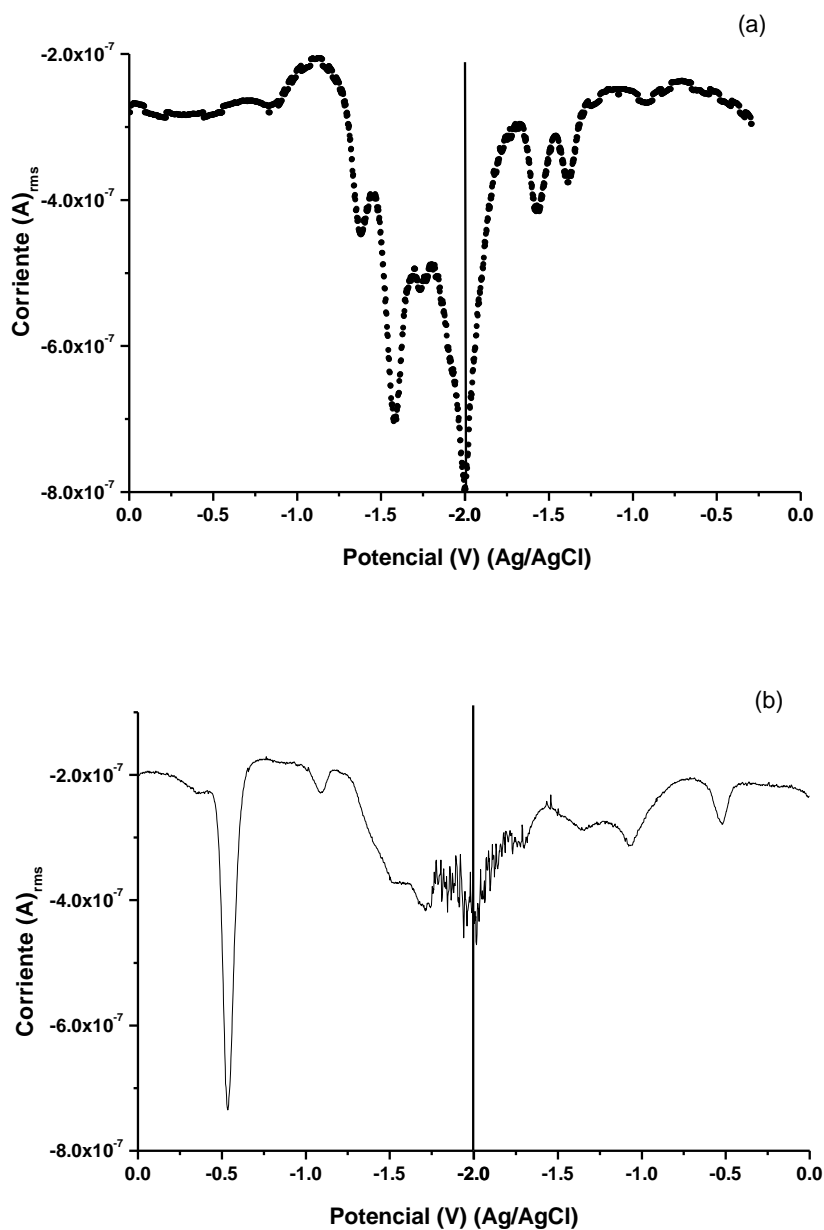 (a)
-2.0x10-7
-4.0x10-7
-6.0x10-7
-8.0x10-7
Corriente (A)rms
0.0 -0.5 -1.0 -1.5 -2.0 -1.5 -1.0 -0.5 0.0
Potencial (V) (Ag/AgCl)
(b)
-2.0x10-7
-4.0x10-7
-6.0x10-7
-8.0x10-7
Corriente (A)rms
0.0 -0.5 -1.0 -1.5 -2.0 -1.5 -1.0 -0.5 0.0
Potencial (V) (Ag/AgCl)